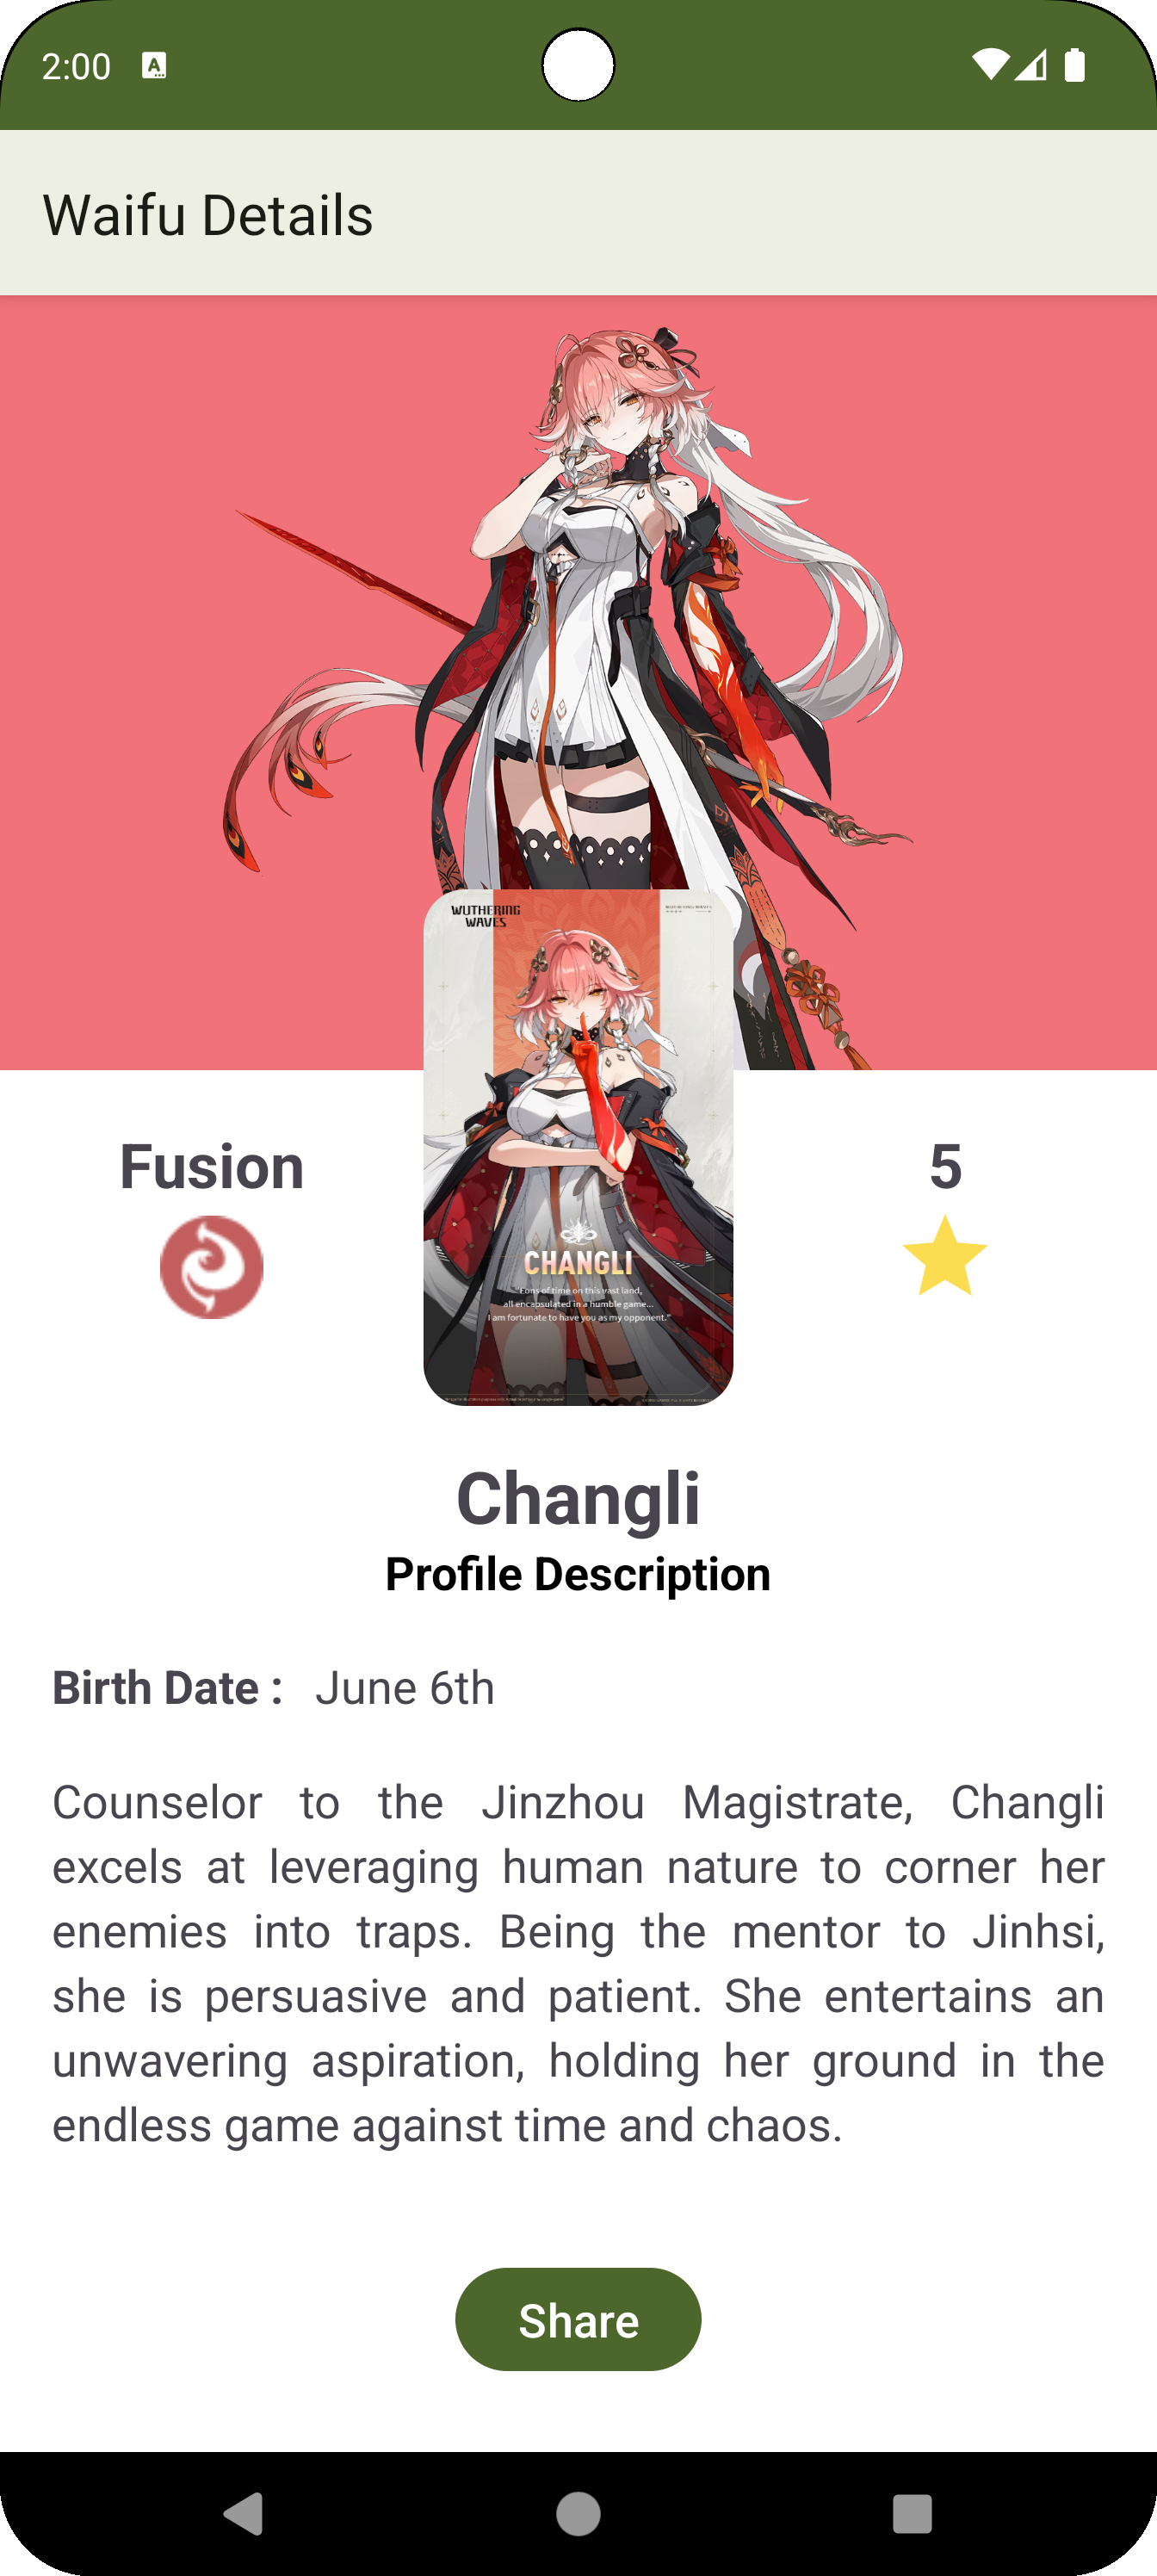 2:00
Waifu Details
WUTHERING
WAVES
Fusion
5
CHANGLI
"Eons of time on this vast land,
all encapsulated in a humble game...
I am fortunate to have you as my opponent."
Changli
Profile Description
Birth Date : June 6th
Counselor to the Jinzhou Magistrate, Changli
excels at leveraging human nature to corner her
enemies into traps. Being the mentor to Jinhsi,
she is persuasive and patient. She entertains an
unwavering aspiration, holding her ground in the
endless game against time and chaos.
Share